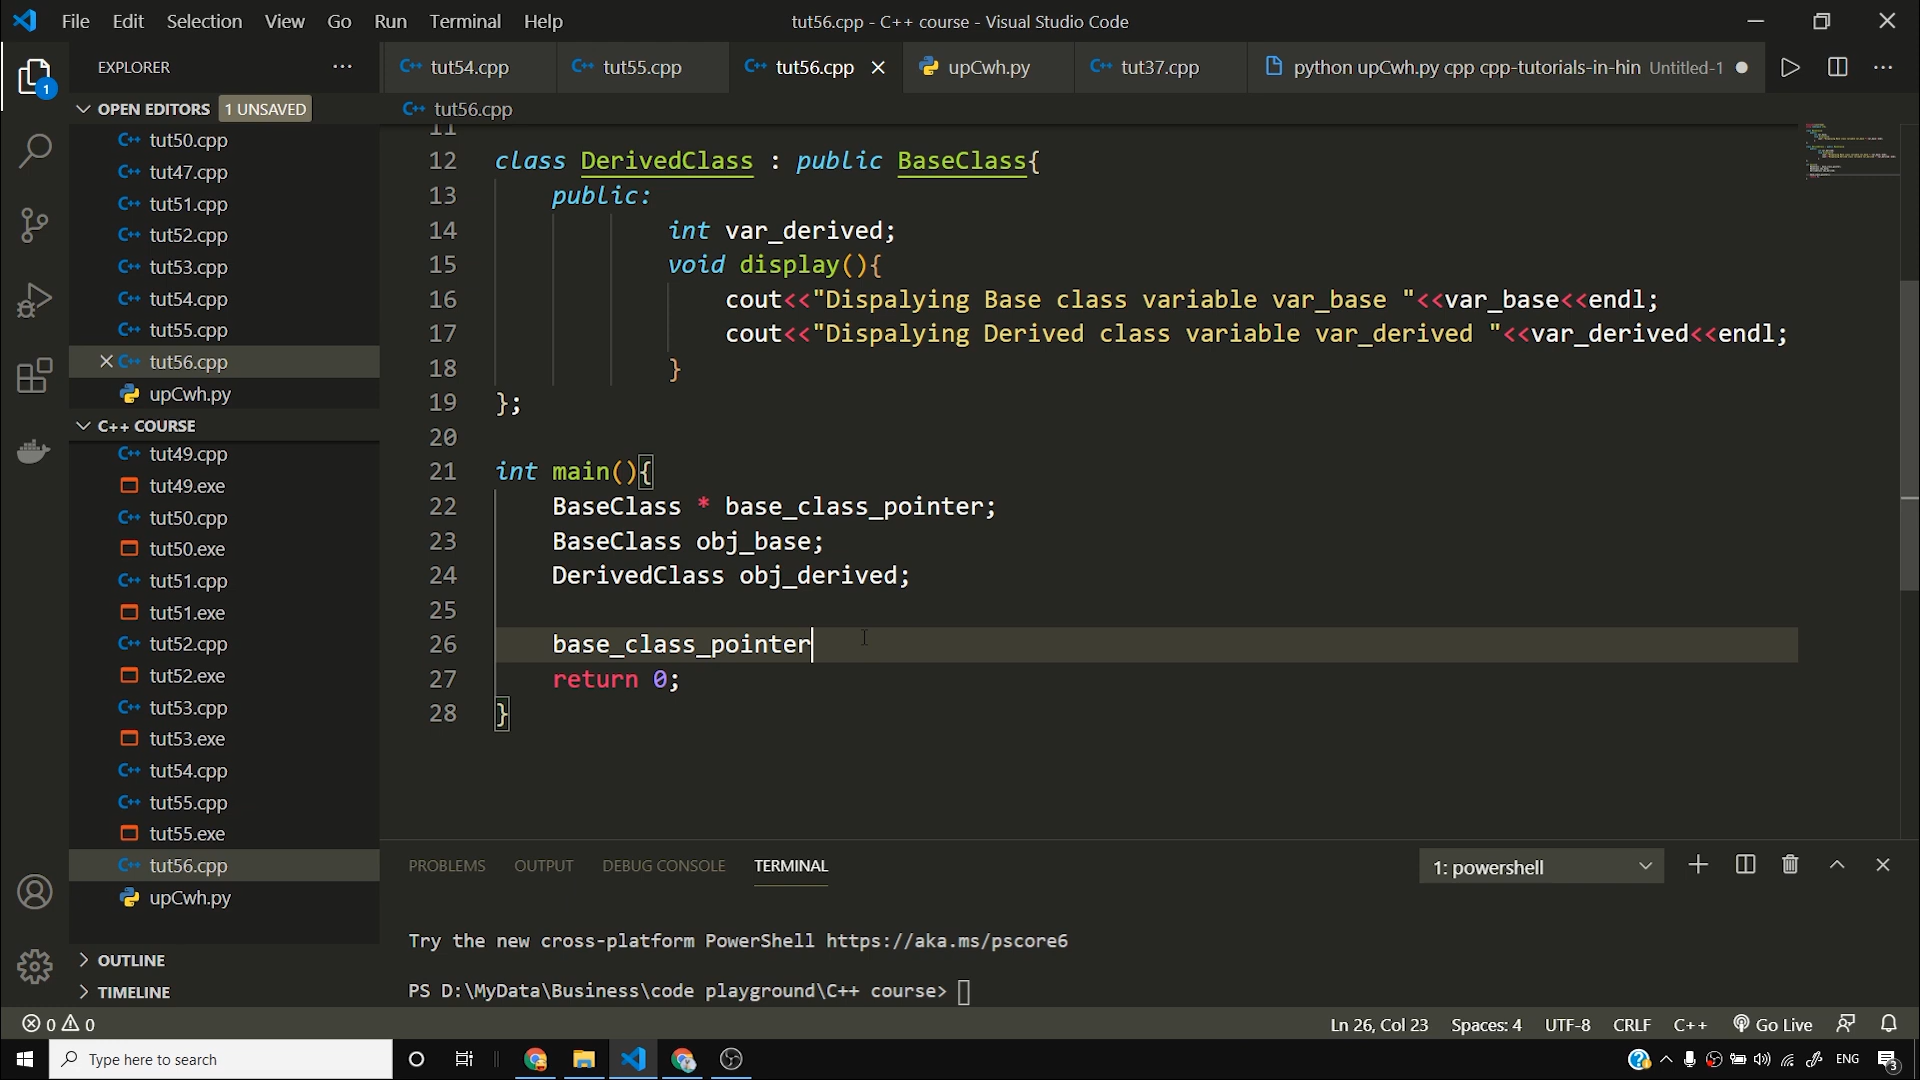 File Edit Selection View Go Run Terminal Help
tut56.cpp - C++ course - Visual Studio Code
EXPLORER
tut54.cpp
tut55.cpp
tut56.cpp
upCwh.py
tut37.cpp
python upCwh.py cpp cpp-tutorials-in-hin Untitled-1
1
OPEN EDITORS 1 UNSAVED
tut50.cpp
tut47.cpp
tut51.cpp
tut52.cpp
tut53.cpp
tut54.cpp
tut55.cpp
tut56.cpp
upCwh.py
C++ COURSE
tut49.cpp
tut49.exe
tut50.cpp
tut50.exe
tut51.cpp
tut51.exe
tut52.cpp
tut52.exe
tut53.cpp
tut53.exe
tut54.cpp
tut55.cpp
tut55.exe
tut56.cpp
upCwh.py
OUTLINE
TIMELINE
tut56.cpp
11
12 class DerivedClass : public BaseClass{
13 public:
14 int var_derived;
15 void display(){
16 cout<<"Dispalying Base class variable var_base "<<var_base<<endl;
17 cout<<"Dispalying Derived class variable var_derived "<<var_derived<<endl;
18 }
19 };
20
21 int main(){
22 BaseClass * base_class_pointer;
23 BaseClass obj_base;
24 DerivedClass obj_derived;
25
26 base_class_pointer
27 return 0;
28 }
PROBLEMS OUTPUT DEBUG CONSOLE TERMINAL
1: powershell
Try the new cross-platform PowerShell https://aka.ms/pscore6
PS D:\MyData\Business\code playground\C++ course>
0 0
Ln 26, Col 23 Spaces: 4 UTF-8 CRLF C++ Go Live
Type here to search
ENG
3